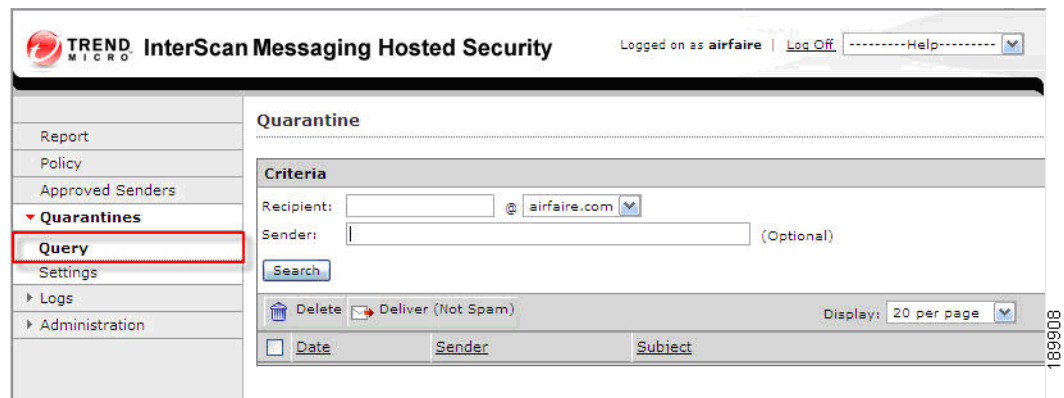 TREND MICRO InterScan Messaging Hosted Security
Logged on as airfaire | Log Off ---------Help---------
Report
Policy
Approved Senders
Quarantines
Query
Settings
Logs
Administration
Quarantine
Criteria
Recipient: @ airfaire.com
Sender: (Optional)
Search
Delete Deliver (Not Spam) Display: 20 per page
Date Sender Subject
189908